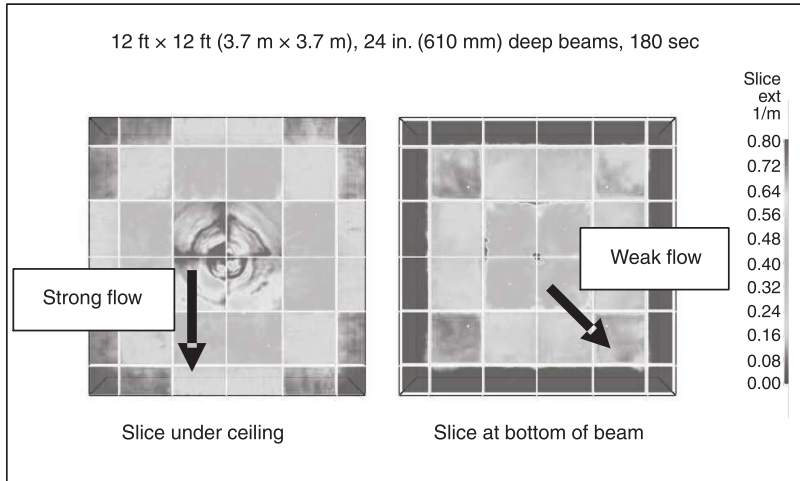 12 ft × 12 ft (3.7 m × 3.7 m), 24 in. (610 mm) deep beams, 180 sec
Slice
ext
1/m
0.80
0.72
0.64
0.56
0.48
0.40
0.32
0.24
0.16
0.08
0.00
Strong flow
Weak flow
Slice under ceiling
Slice at bottom of beam